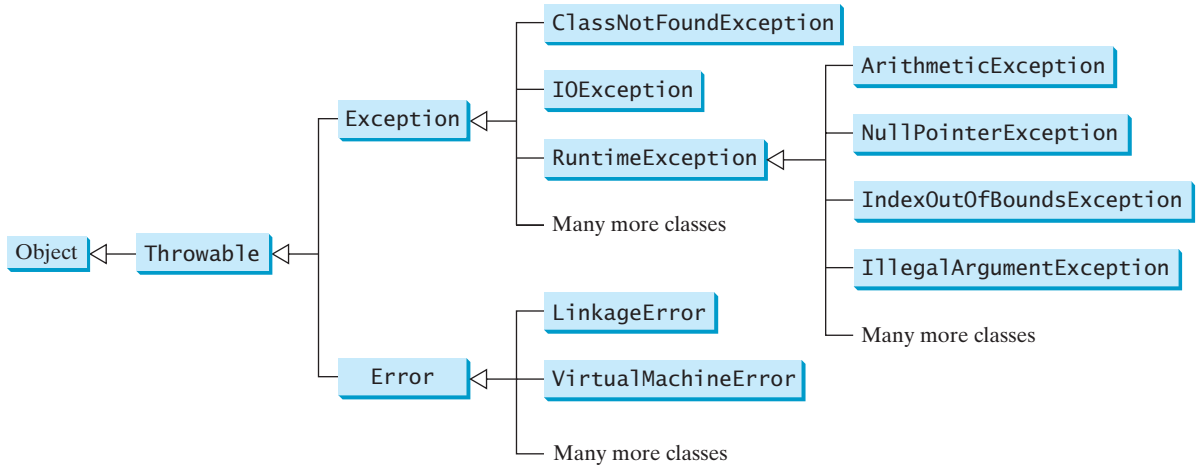 ClassNotFoundException
ArithmeticException
IOException
Exception
NullPointerException
RuntimeException
IndexOutOfBoundsException
Many more classes
Object
Throwable
IllegalArgumentException
LinkageError
Many more classes
Error
VirtualMachineError
Many more classes